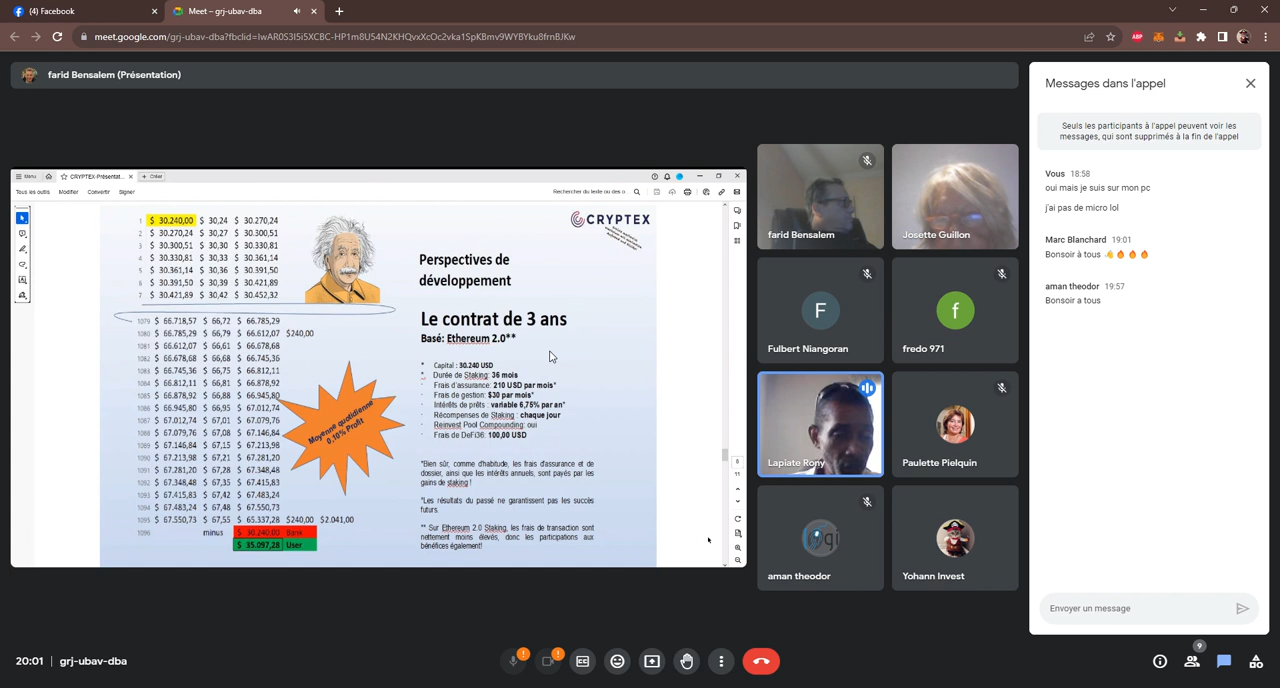 (4) Facebook
Meet – grj-ubav-dba
meet.google.com/grj-ubav-dba?fbclid=IwAR0S3I5i5XCBC-HP1m8U54N2KHQvxXcOc2vka1SpKBmv9WYBYku8frnBJKw
ABP
farid Bensalem (Présentation)
Menu
CRYPTEX-Présentat...
Créer
Tous les outils Modifier Convertir Signer
Rechercher du texte ou des o
1 $ 30.240,00 $ 30,24 $ 30.270,24
2 $ 30.270,24 $ 30,27 $ 30.300,51
3 $ 30.300,51 $ 30,30 $ 30.330,81
4 $ 30.330,81 $ 30,33 $ 30.361,14
5 $ 30.361,14 $ 30,36 $ 30.391,50
6 $ 30.391,50 $ 30,39 $ 30.421,89
7 $ 30.421,89 $ 30,42 $ 30.452,32
1079 $ 66.718,57 $ 66,72 $ 66.785,29
1080 $ 66.785,29 $ 66,79 $ 66.612,07 $240,00
1081 $ 66.612,07 $ 66,61 $ 66.678,68
1082 $ 66.678,68 $ 66,68 $ 66.745,36
1083 $ 66.745,36 $ 66,75 $ 66.812,11
1084 $ 66.812,11 $ 66,81 $ 66.878,92
1085 $ 66.878,92 $ 66,88 $ 66.945,80
1086 $ 66.945,80 $ 66,95 $ 67.012,74
1087 $ 67.012,74 $ 67,01 $ 67.079,76
1088 $ 67.079,76 $ 67,08 $ 67.146,84
1089 $ 67.146,84 $ 67,15 $ 67.213,98
1090 $ 67.213,98 $ 67,21 $ 67.281,20
1091 $ 67.281,20 $ 67,28 $ 67.348,48
1092 $ 67.348,48 $ 67,35 $ 67.415,83
1093 $ 67.415,83 $ 67,42 $ 67.483,24
1094 $ 67.483,24 $ 67,48 $ 67.550,73
1095 $ 67.550,73 $ 67,55 $ 65.337,28 $240,00 $2.041,00
1096 minus $ 30.240,00 Bank
$ 35.097,28 User
Moyenne quotidienne
0,10% Profit
CRYPTEX
Perspectives de
développement
Le contrat de 3 ans
Basé: Ethereum 2.0**
* Capital : 30.240 USD
* Durée de Staking: 36 mois
Frais d'assurance: 210 USD par mois*
Frais de gestion: $30 par mois*
Intérêts de prêts : variable 6,75% par an*
Récompenses de Staking : chaque jour
Reinvest Pool Compounding: oui
Frais de DeFi36: 100,00 USD
*Bien sûr, comme d'habitude, les frais d'assurance et de
dossier, ainsi que les intérêts annuels, sont payés par les
gains de staking !
*Les résultats du passé ne garantissent pas les succès
futurs.
** Sur Ethereum 2.0 Staking, les frais de transaction sont
nettement moins élevés, donc les participations aux
bénéfices également!
8
11
farid Bensalem
Josette Guillon
F
Fulbert Niangoran
f
fredo 971
Lapiate Rony
Paulette Pielquin
aman theodor
Yohann Invest
Messages dans l'appel
Seuls les participants à l'appel peuvent voir les
messages, qui sont supprimés à la fin de l'appel
Vous 18:58
oui mais je suis sur mon pc
j'ai pas de micro lol
Marc Blanchard 19:01
Bonsoir à tous 👋🔥🔥🔥
aman theodor 19:57
Bonsoir a tous
Envoyer un message
20:01 | grj-ubav-dba
9